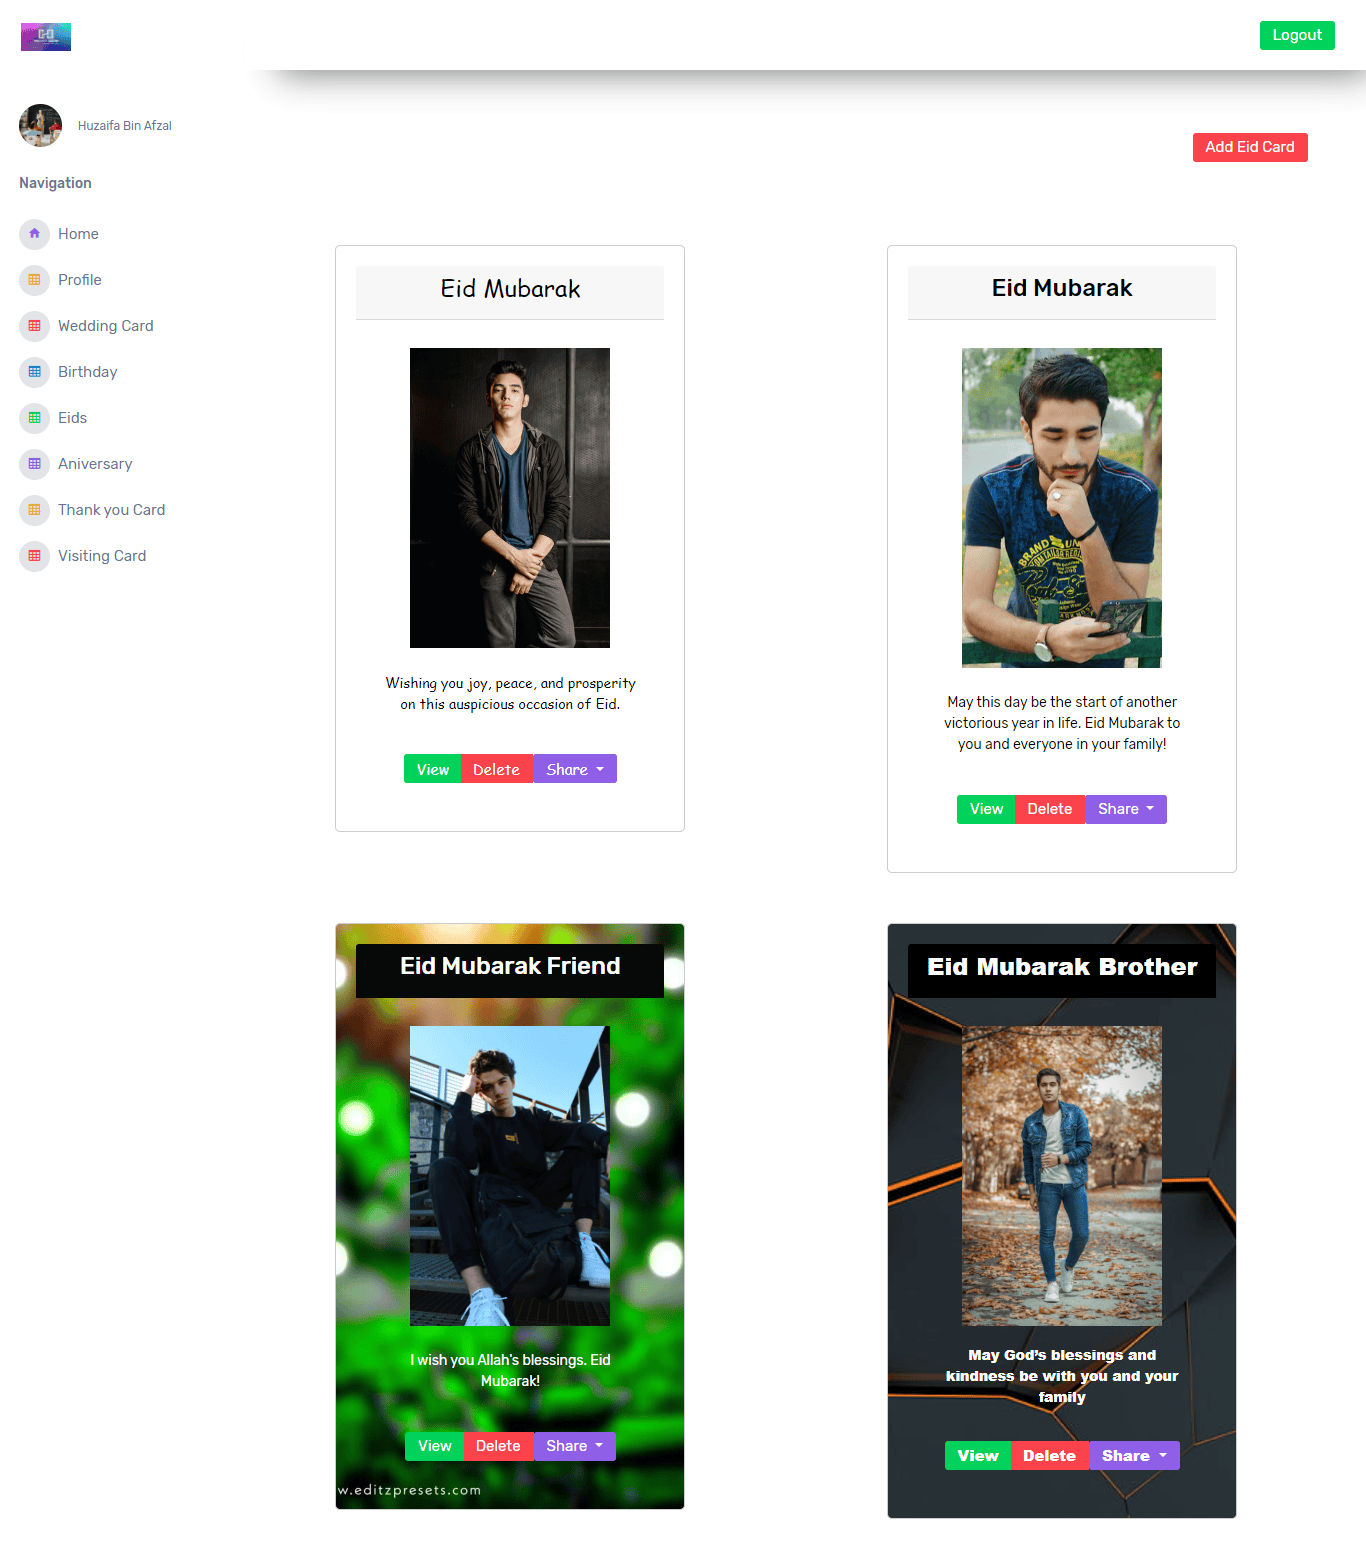 Logout
Huzaifa Bin Afzal
Add Eid Card
Navigation
Home
Profile
Wedding Card
Birthday
Eids
Aniversary
Thank you Card
Visiting Card
Eid Mubarak
Wishing you joy, peace, and prosperity
on this auspicious occasion of Eid.
View Delete Share
Eid Mubarak
BRAND UN
May this day be the start of another
victorious year in life. Eid Mubarak to
you and everyone in your family!
View Delete Share
Eid Mubarak Friend
I wish you Allah's blessings. Eid
Mubarak!
View Delete Share
w.editzpresets.com
Eid Mubarak Brother
May God’s blessings and
kindness be with you and your
family
View Delete Share